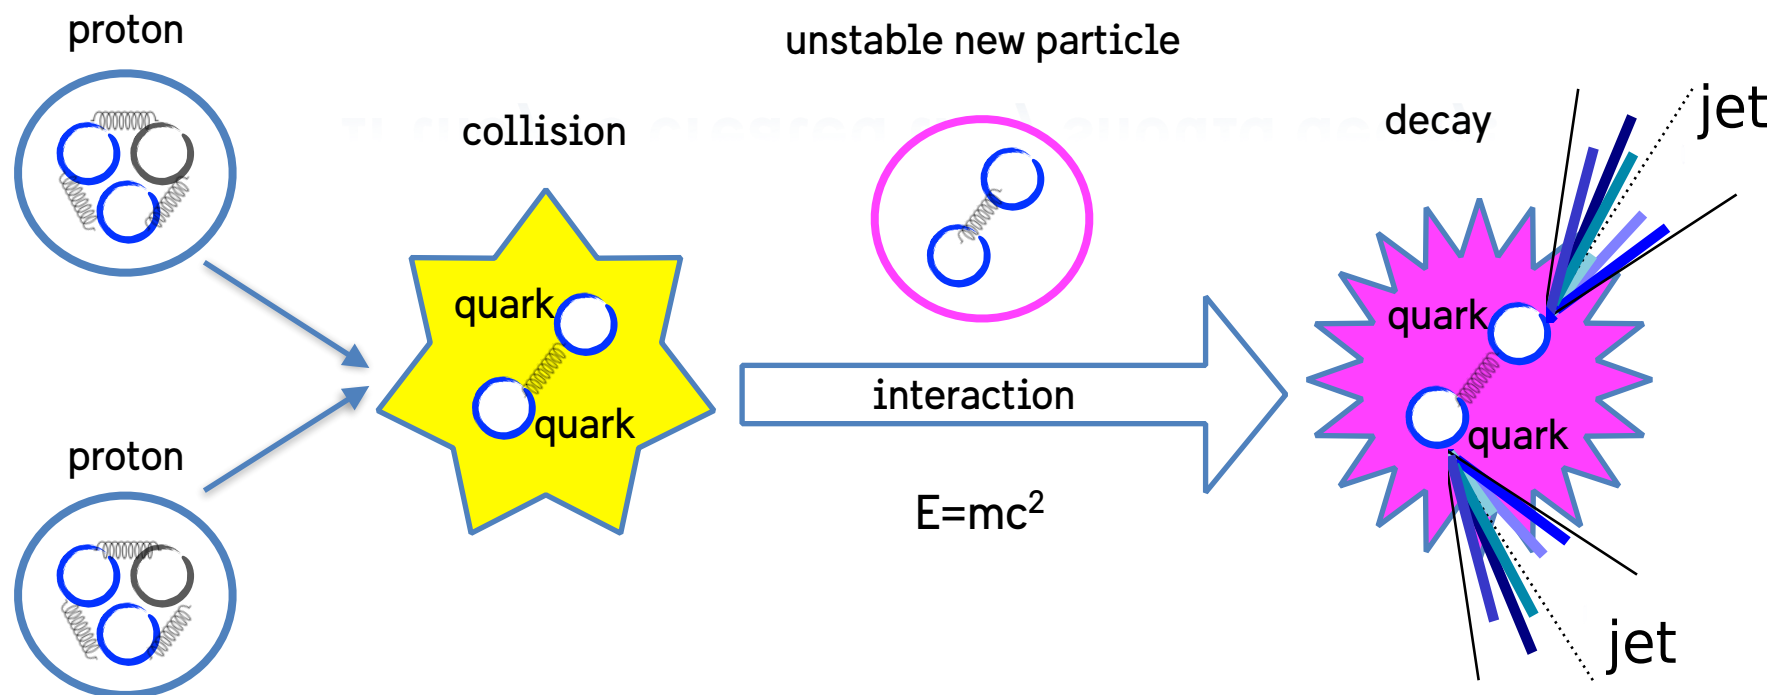 proton
unstable new particle
collision
decay
jet
quark
quark
quark
quark
interaction
proton
E=mc²
jet